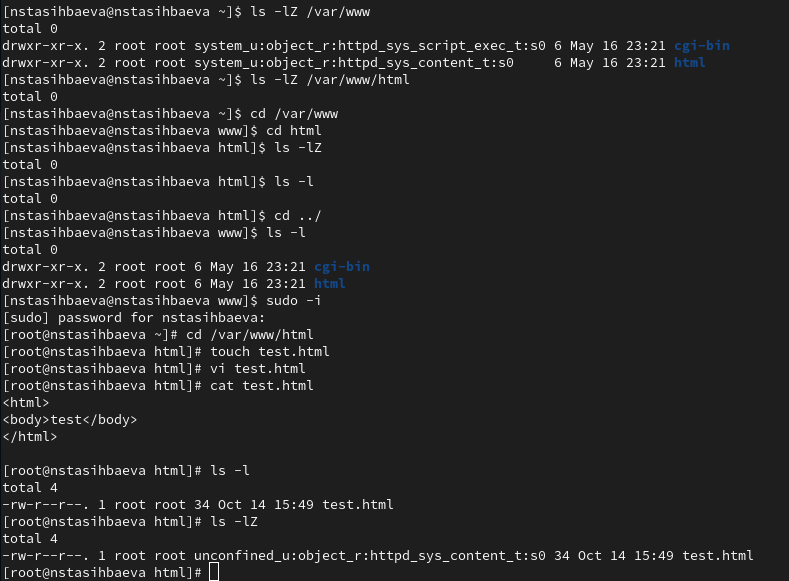 [nstasihbaeva@nstasihbaeva ~]$ ls -lZ /var/www
total 0
drwxr-xr-x. 2 root root system_u:object_r:httpd_sys_script_exec_t:s0 6 May 16 23:21 cgi-bin
drwxr-xr-x. 2 root root system_u:object_r:httpd_sys_content_t:s0     6 May 16 23:21 html
[nstasihbaeva@nstasihbaeva ~]$ ls -lZ /var/www/html
total 0
[nstasihbaeva@nstasihbaeva ~]$ cd /var/www
[nstasihbaeva@nstasihbaeva www]$ cd html
[nstasihbaeva@nstasihbaeva html]$ ls -lZ
total 0
[nstasihbaeva@nstasihbaeva html]$ ls -l
total 0
[nstasihbaeva@nstasihbaeva html]$ cd ../
[nstasihbaeva@nstasihbaeva www]$ ls -l
total 0
drwxr-xr-x. 2 root root 6 May 16 23:21 cgi-bin
drwxr-xr-x. 2 root root 6 May 16 23:21 html
[nstasihbaeva@nstasihbaeva www]$ sudo -i
[sudo] password for nstasihbaeva:
[root@nstasihbaeva ~]# cd /var/www/html
[root@nstasihbaeva html]# touch test.html
[root@nstasihbaeva html]# vi test.html
[root@nstasihbaeva html]# cat test.html
<html>
<body>test</body>
</html>

[root@nstasihbaeva html]# ls -l
total 4
-rw-r--r--. 1 root root 34 Oct 14 15:49 test.html
[root@nstasihbaeva html]# ls -lZ
total 4
-rw-r--r--. 1 root root unconfined_u:object_r:httpd_sys_content_t:s0 34 Oct 14 15:49 test.html
[root@nstasihbaeva html]#